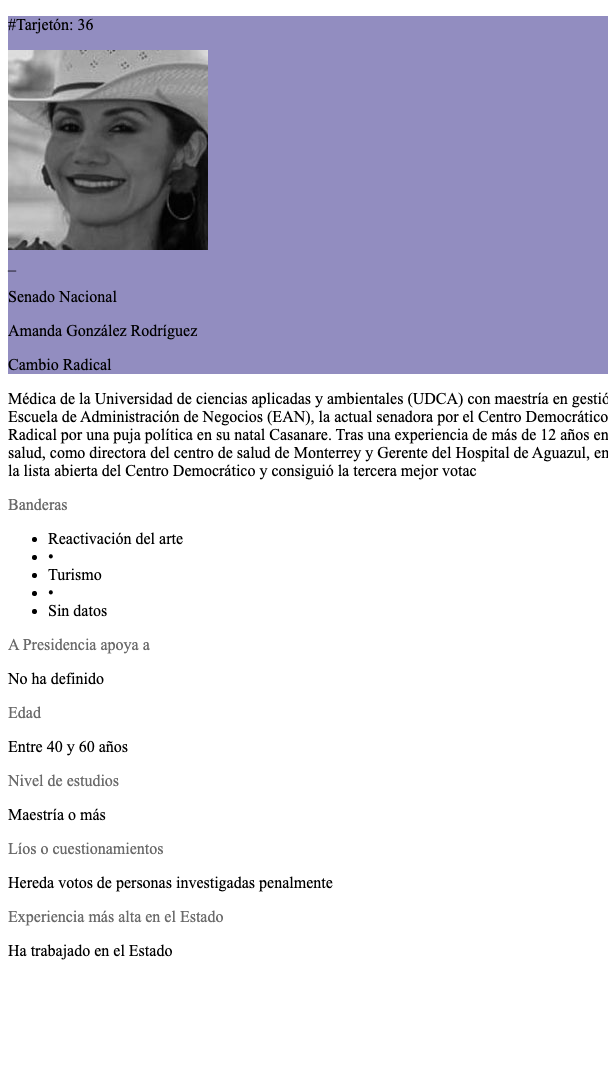 #Tarjetón: 36
_
Senado Nacional
Amanda González Rodríguez
Cambio Radical
Médica de la Universidad de ciencias aplicadas y ambientales (UDCA) con maestría en gestió
Escuela de Administración de Negocios (EAN), la actual senadora por el Centro Democrático
Radical por una puja política en su natal Casanare. Tras una experiencia de más de 12 años en
salud, como directora del centro de salud de Monterrey y Gerente del Hospital de Aguazul, en
la lista abierta del Centro Democrático y consiguió la tercera mejor votac
Banderas
• Reactivación del arte
• •
• Turismo
• •
• Sin datos
A Presidencia apoya a
No ha definido
Edad
Entre 40 y 60 años
Nivel de estudios
Maestría o más
Líos o cuestionamientos
Hereda votos de personas investigadas penalmente
Experiencia más alta en el Estado
Ha trabajado en el Estado